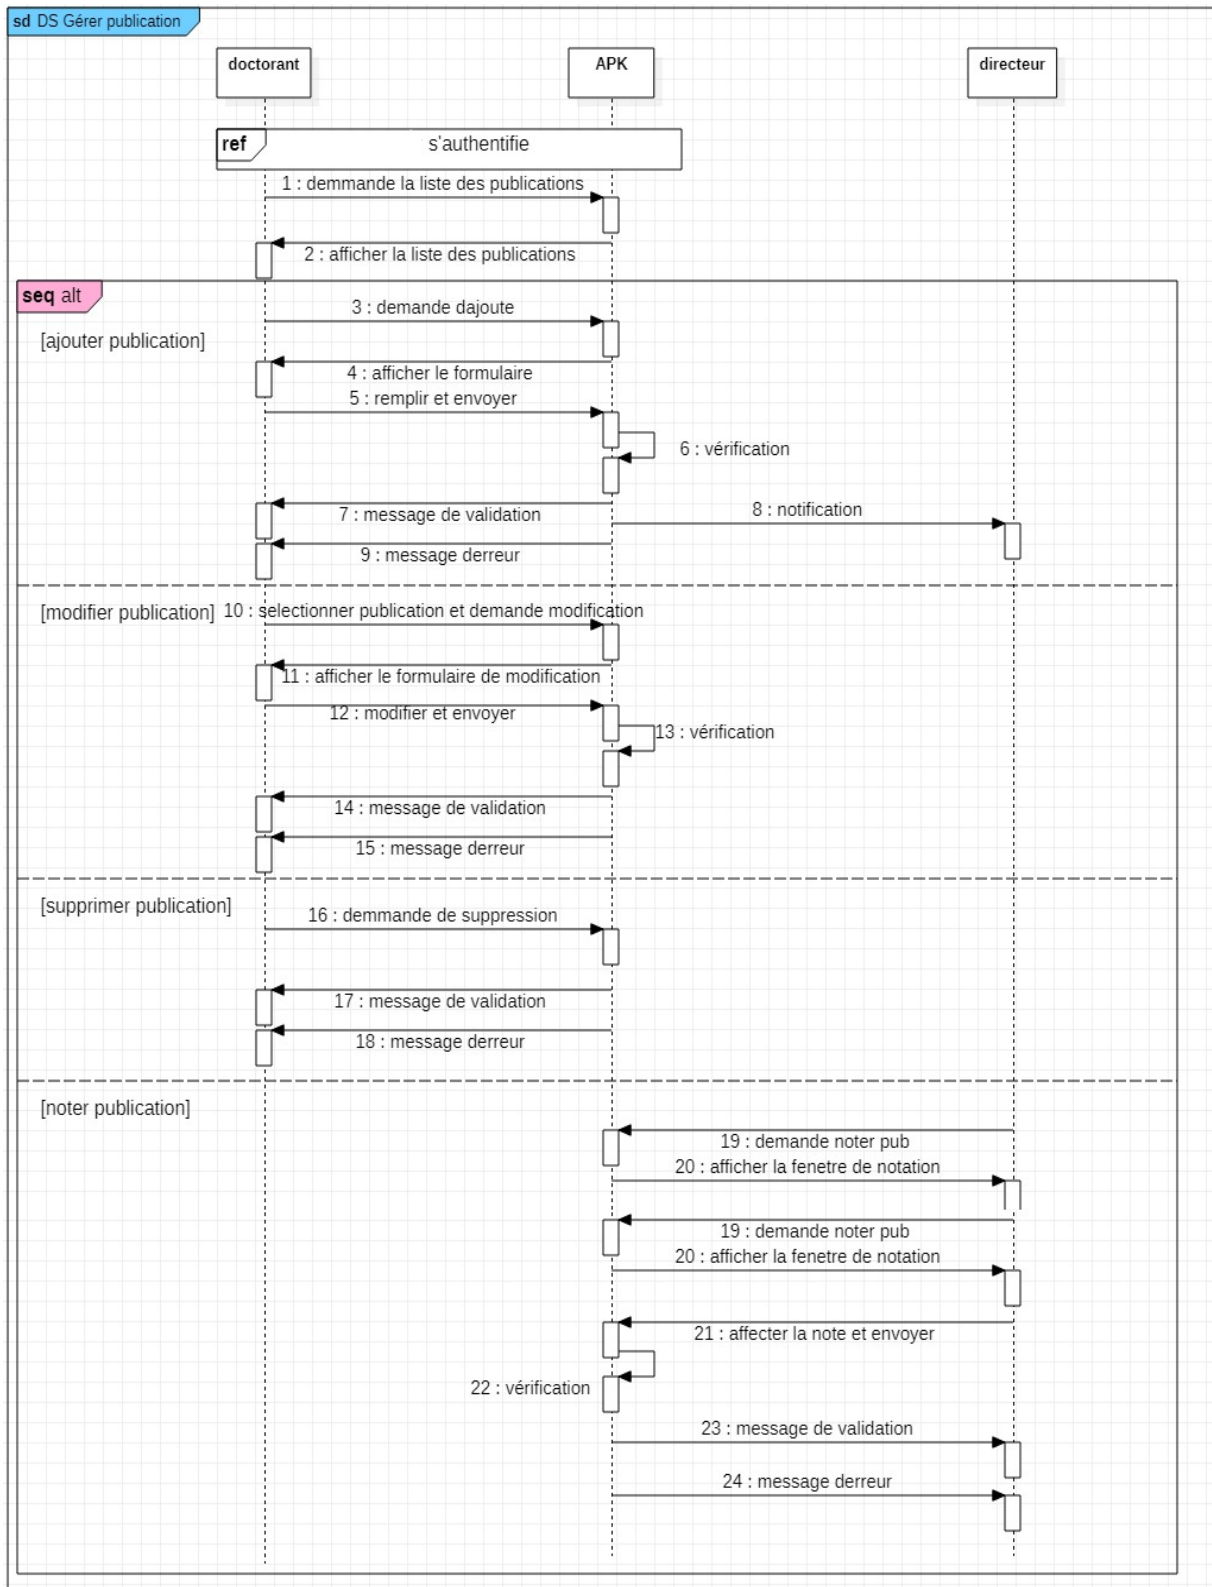 sd DS Gérer publication
doctorant
APK
directeur
ref
s'authentifie
1 : demmande la liste des publications
2 : afficher la liste des publications
seq alt
3 : demande dajoute
[ajouter publication]
4 : afficher le formulaire
5 : remplir et envoyer
6 : vérification
7 : message de validation
8 : notification
9 : message derreur
[modifier publication]
10 : selectionner publication et demande modification
11 : afficher le formulaire de modification
12 : modifier et envoyer
13 : vérification
14 : message de validation
15 : message derreur
[supprimer publication]
16 : demmande de suppression
17 : message de validation
18 : message derreur
[noter publication]
19 : demande noter pub
20 : afficher la fenetre de notation
19 : demande noter pub
20 : afficher la fenetre de notation
21 : affecter la note et envoyer
22 : vérification
23 : message de validation
24 : message derreur